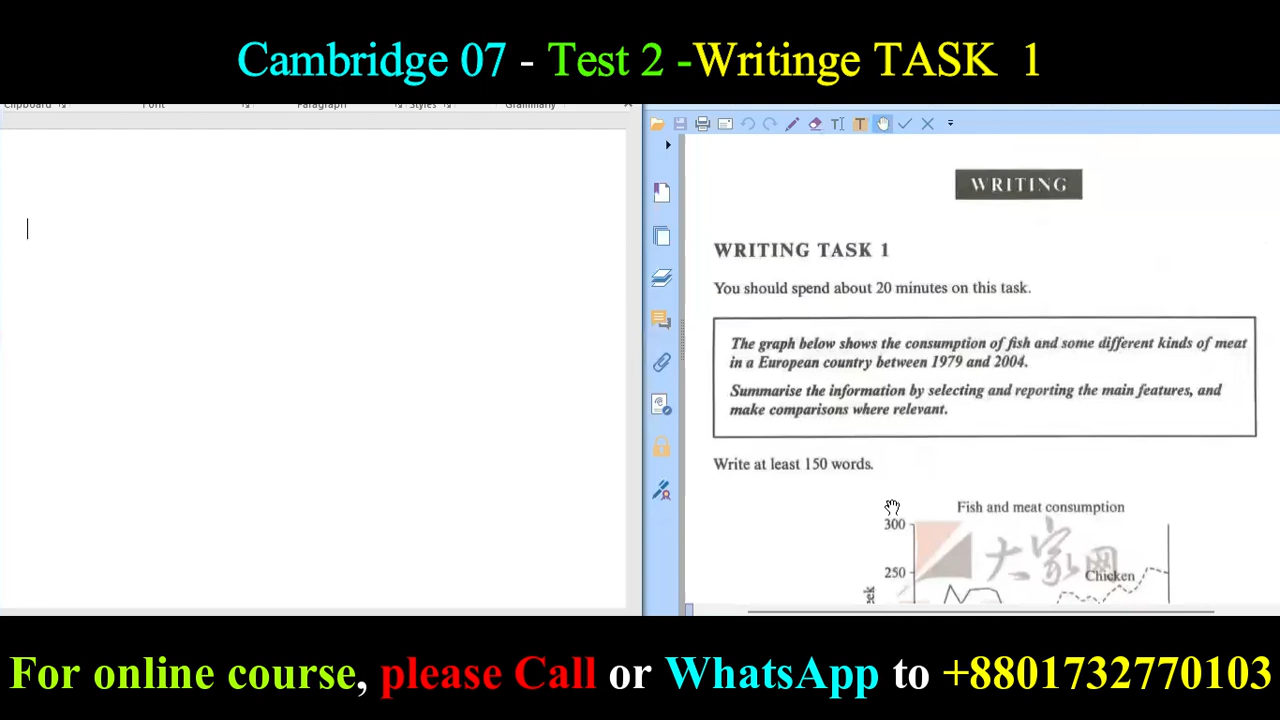 Cambridge 07 - Test 2 -Writinge TASK 1
Clipboard Font Paragraph Styles Grammarly
WRITING
WRITING TASK 1
You should spend about 20 minutes on this task.
The graph below shows the consumption of fish and some different kinds of meat
in a European country between 1979 and 2004.
Summarise the information by selecting and reporting the main features, and
make comparisons where relevant.
Write at least 150 words.
Fish and meat consumption
300
大家网
250
Chicken
For online course, please Call or WhatsApp to +8801732770103